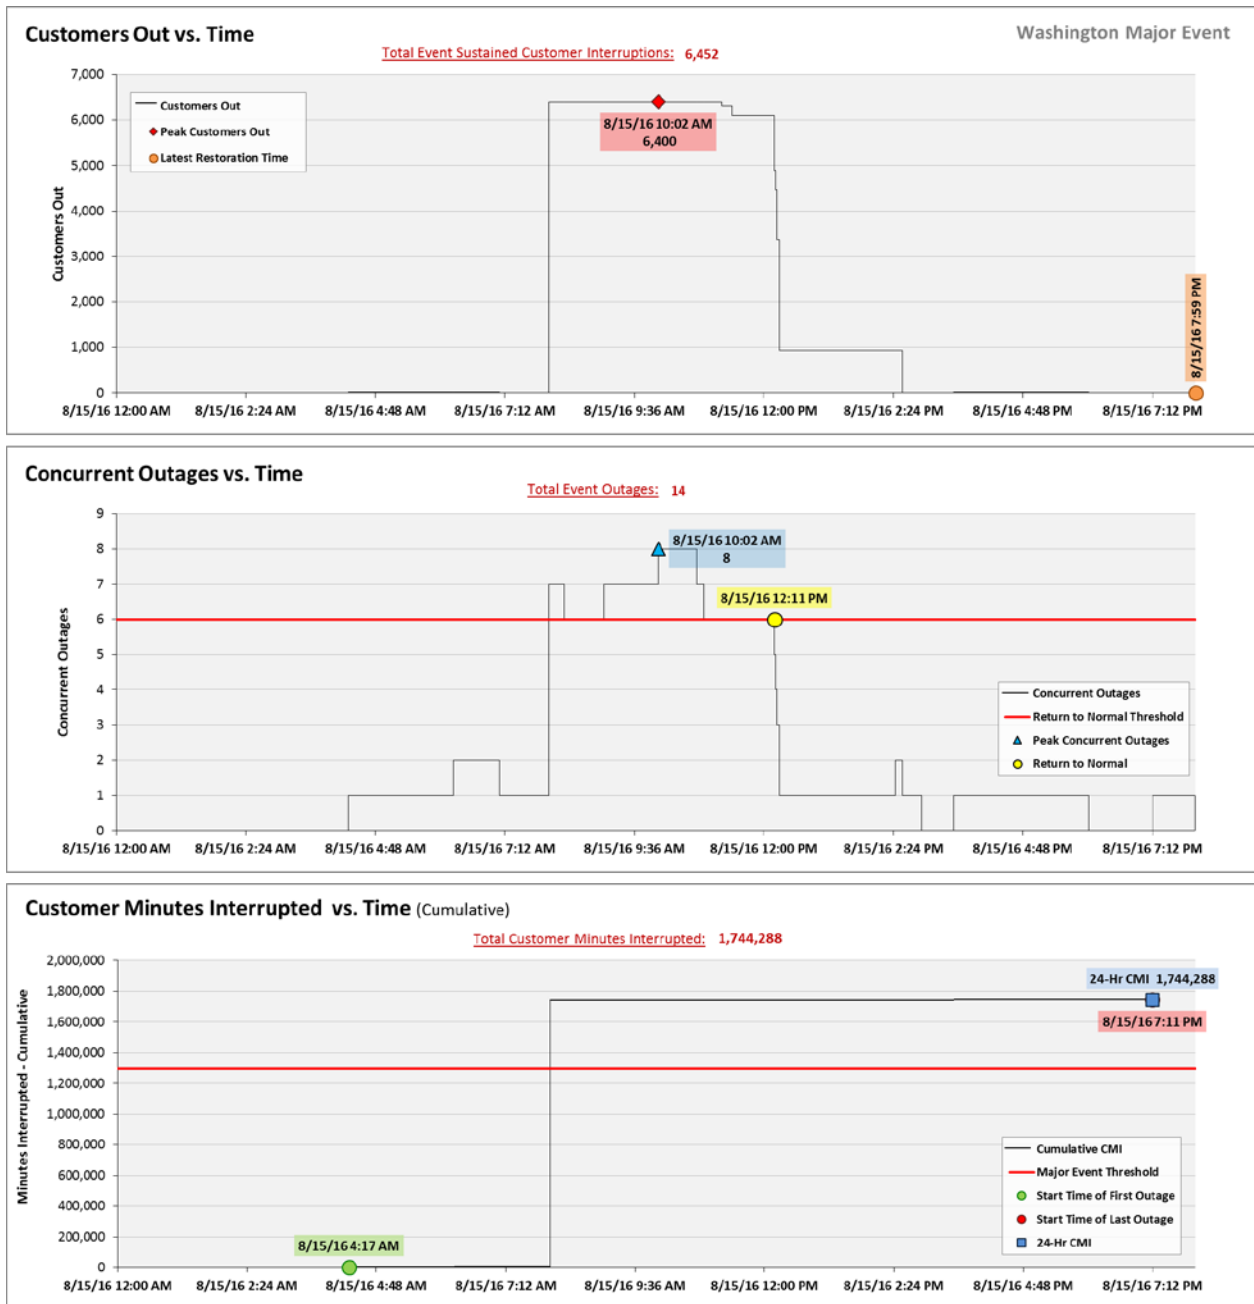 Customers Out vs. Time
Washington Major Event
Total Event Sustained Customer Interruptions: 6,452
7,000
6,000
5,000
4,000
3,000
2,000
1,000
0
Customers Out
Customers Out
Peak Customers Out
Latest Restoration Time
8/15/16 10:02 AM
6,400
8/15/16 7:59 PM
8/15/16 12:00 AM 8/15/16 2:24 AM 8/15/16 4:48 AM 8/15/16 7:12 AM 8/15/16 9:36 AM 8/15/16 12:00 PM 8/15/16 2:24 PM 8/15/16 4:48 PM 8/15/16 7:12 PM
Concurrent Outages vs. Time
Total Event Outages: 14
9
8
7
6
5
4
3
2
1
0
Concurrent Outages
8/15/16 10:02 AM
8
8/15/16 12:11 PM
Concurrent Outages
Return to Normal Threshold
Peak Concurrent Outages
Return to Normal
8/15/16 12:00 AM 8/15/16 2:24 AM 8/15/16 4:48 AM 8/15/16 7:12 AM 8/15/16 9:36 AM 8/15/16 12:00 PM 8/15/16 2:24 PM 8/15/16 4:48 PM 8/15/16 7:12 PM
Customer Minutes Interrupted vs. Time (Cumulative)
Total Customer Minutes Interrupted: 1,744,288
2,000,000
1,800,000
1,600,000
1,400,000
1,200,000
1,000,000
800,000
600,000
400,000
200,000
0
Minutes Interrupted - Cumulative
24-Hr CMI 1,744,288
8/15/16 7:11 PM
8/15/16 4:17 AM
Cumulative CMI
Major Event Threshold
Start Time of First Outage
Start Time of Last Outage
24-Hr CMI
8/15/16 12:00 AM 8/15/16 2:24 AM 8/15/16 4:48 AM 8/15/16 7:12 AM 8/15/16 9:36 AM 8/15/16 12:00 PM 8/15/16 2:24 PM 8/15/16 4:48 PM 8/15/16 7:12 PM